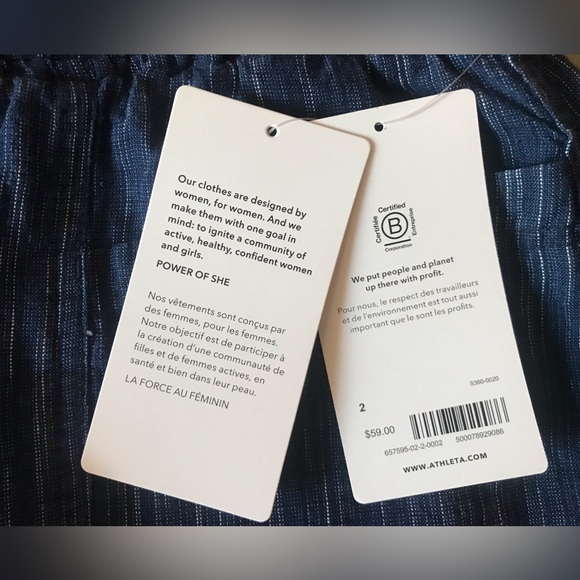 Our clothes are designed by
women, for women. And we
make them with one goal in
mind: to ignite a community of
active, healthy, confident women
and girls.
POWER OF SHE
Nos vêtements sont conçus par
des femmes, pour les femmes.
Notre objectif est de participer à
la création d'une communauté de
filles et de femmes actives, en
santé et bien dans leur peau.
LA FORCE AU FÉMININ
Certifiée Certified
B
Corporation Entreprise
We put people and planet
up there with profit.
Pour nous, le respect des travailleurs
et de l'environnement est tout aussi
important que le sont les profits.
5360-0020
2
$59.00
657595-02-2-0002 500078929086
WWW.ATHLETA.COM